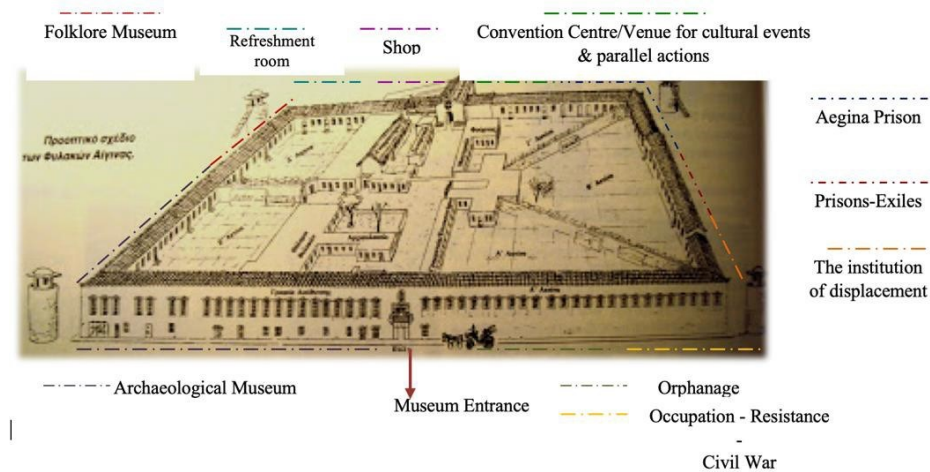 Folklore Museum
Refreshment
room
Shop
Convention Centre/Venue for cultural events
& parallel actions
Προοπτικό σχέδιο
των Φυλακών Αίγινας.
Aegina Prison
Prisons-Exiles
The institution
of displacement
Archaeological Museum
Museum Entrance
Orphanage
Occupation - Resistance
-
Civil War